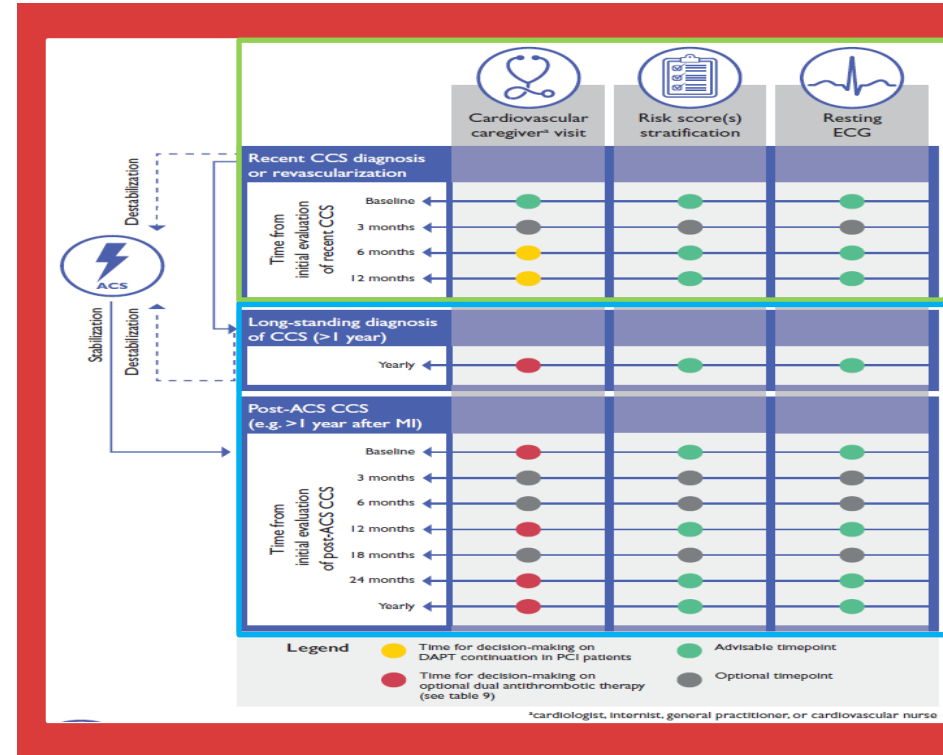 Cardiovascular
caregiverᵃ visit
Risk score(s)
stratification
Resting
ECG
Recent CCS diagnosis
or revascularization
Time from
initial evaluation
of recent CCS
Baseline
3 months
6 months
12 months
Destabilization
ACS
Stabilization
Destabilization
Long-standing diagnosis
of CCS (>1 year)
Yearly
Post-ACS CCS
(e.g. >1 year after MI)
Time from
initial evaluation
of post-ACS CCS
Baseline
3 months
6 months
12 months
18 months
24 months
Yearly
Legend
Time for decision-making on
DAPT continuation in PCI patients
Advisable timepoint
Time for decision-making on
optional dual antithrombotic therapy
(see table 9)
Optional timepoint
ᵃcardiologist, internist, general practitioner, or cardiovascular nurse